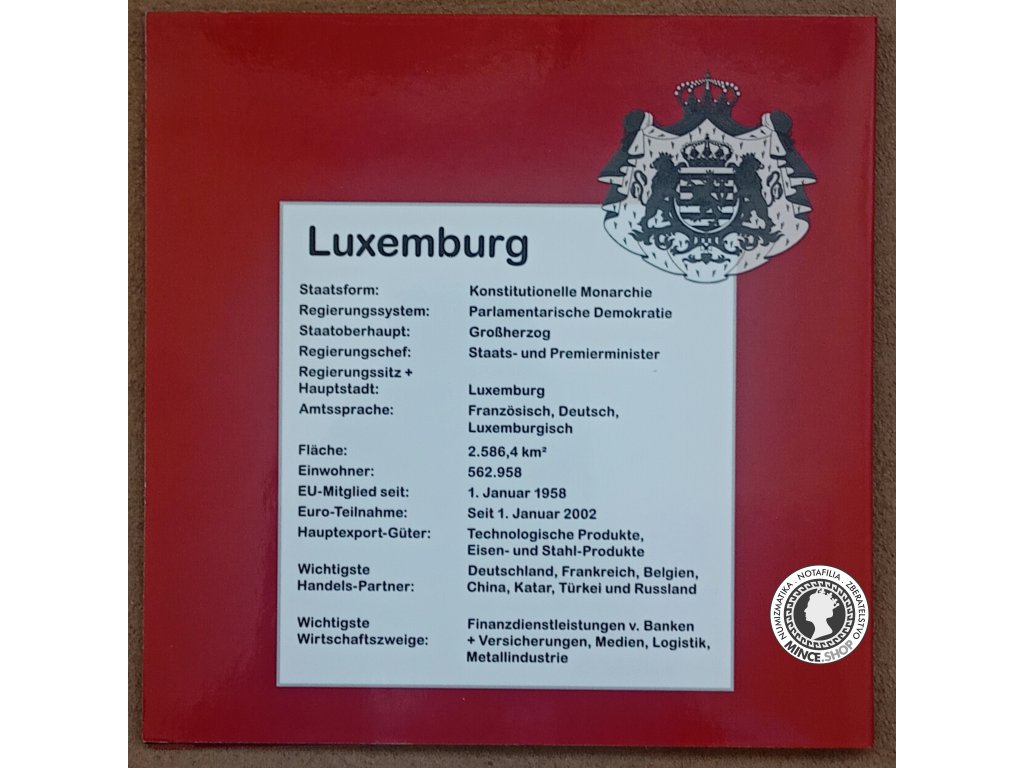 Luxemburg
Staatsform: Konstitutionelle Monarchie
Regierungssystem: Parlamentarische Demokratie
Staatoberhaupt: Großherzog
Regierungschef: Staats- und Premierminister
Regierungssitz +
Hauptstadt: Luxemburg
Amtssprache: Französisch, Deutsch,
Luxemburgisch
Fläche: 2.586,4 km²
Einwohner: 562.958
EU-Mitglied seit: 1. Januar 1958
Euro-Teilnahme: Seit 1. Januar 2002
Hauptexport-Güter: Technologische Produkte,
Eisen- und Stahl-Produkte
Wichtigste Deutschland, Frankreich, Belgien,
Handels-Partner: China, Katar, Türkei und Russland
Wichtigste Finanzdienstleistungen v. Banken
Wirtschaftszweige: + Versicherungen, Medien, Logistik,
Metallindustrie
NUMIZMATIKA . NOTAFILIA . ZBERATELSTVO
MINCE.SHOP